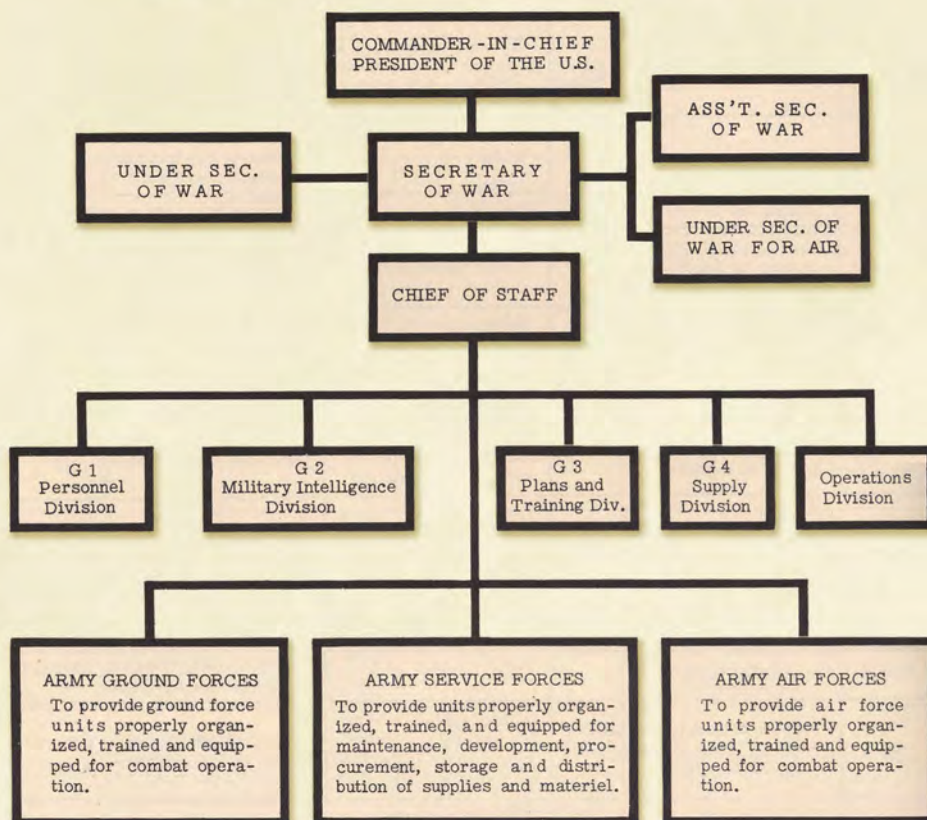 COMMANDER-IN-CHIEF
PRESIDENT OF THE U.S.
ASS'T. SEC.
OF WAR
UNDER SEC.
OF WAR
SECRETARY
OF WAR
UNDER SEC. OF
WAR FOR AIR
CHIEF OF STAFF
G 1
Personnel
Division
G 2
Military Intelligence
Division
G 3
Plans and
Training Div.
G 4
Supply
Division
Operations
Division
ARMY GROUND FORCES
To provide ground force
units properly organ-
ized, trained and equip-
ped for combat opera-
tion.
ARMY SERVICE FORCES
To provide units properly organ-
ized, trained, and equipped for
maintenance, development, pro-
curement, storage and distri-
bution of supplies and materiel.
ARMY AIR FORCES
To provide air force
units properly organ-
ized, trained and equip-
ped for combat opera-
tion.